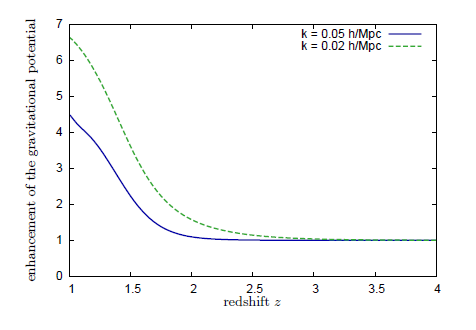 7
6
5
4
3
2
1
0
enhancement of the gravitational potential
k = 0.05 h/Mpc
k = 0.02 h/Mpc
1 1.5 2 2.5 3 3.5 4
redshift z